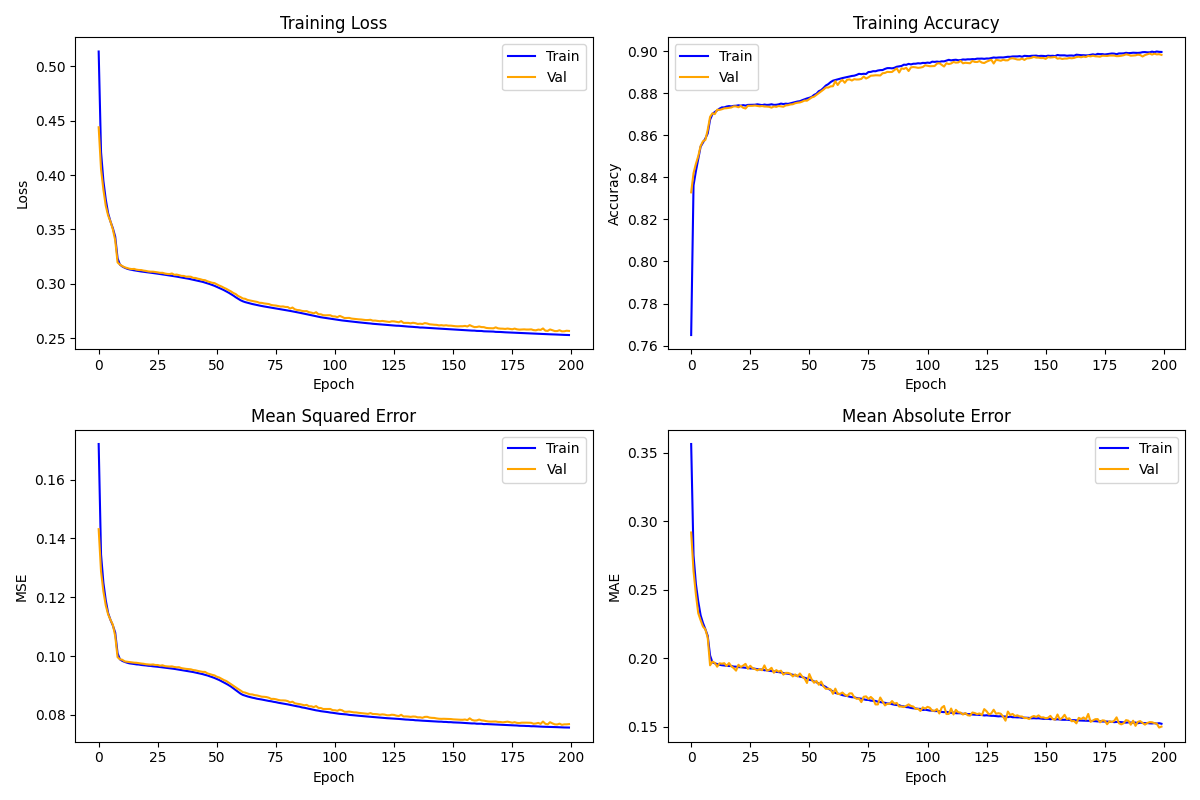 Training Loss
Loss
0.50
0.45
0.40
0.35
0.30
0.25
Train
Val
0 25 50 75 100 125 150 175 200
Epoch
Training Accuracy
Accuracy
0.90
0.88
0.86
0.84
0.82
0.80
0.78
0.76
Train
Val
0 25 50 75 100 125 150 175 200
Epoch
Mean Squared Error
MSE
0.16
0.14
0.12
0.10
0.08
Train
Val
0 25 50 75 100 125 150 175 200
Epoch
Mean Absolute Error
MAE
0.35
0.30
0.25
0.20
0.15
Train
Val
0 25 50 75 100 125 150 175 200
Epoch